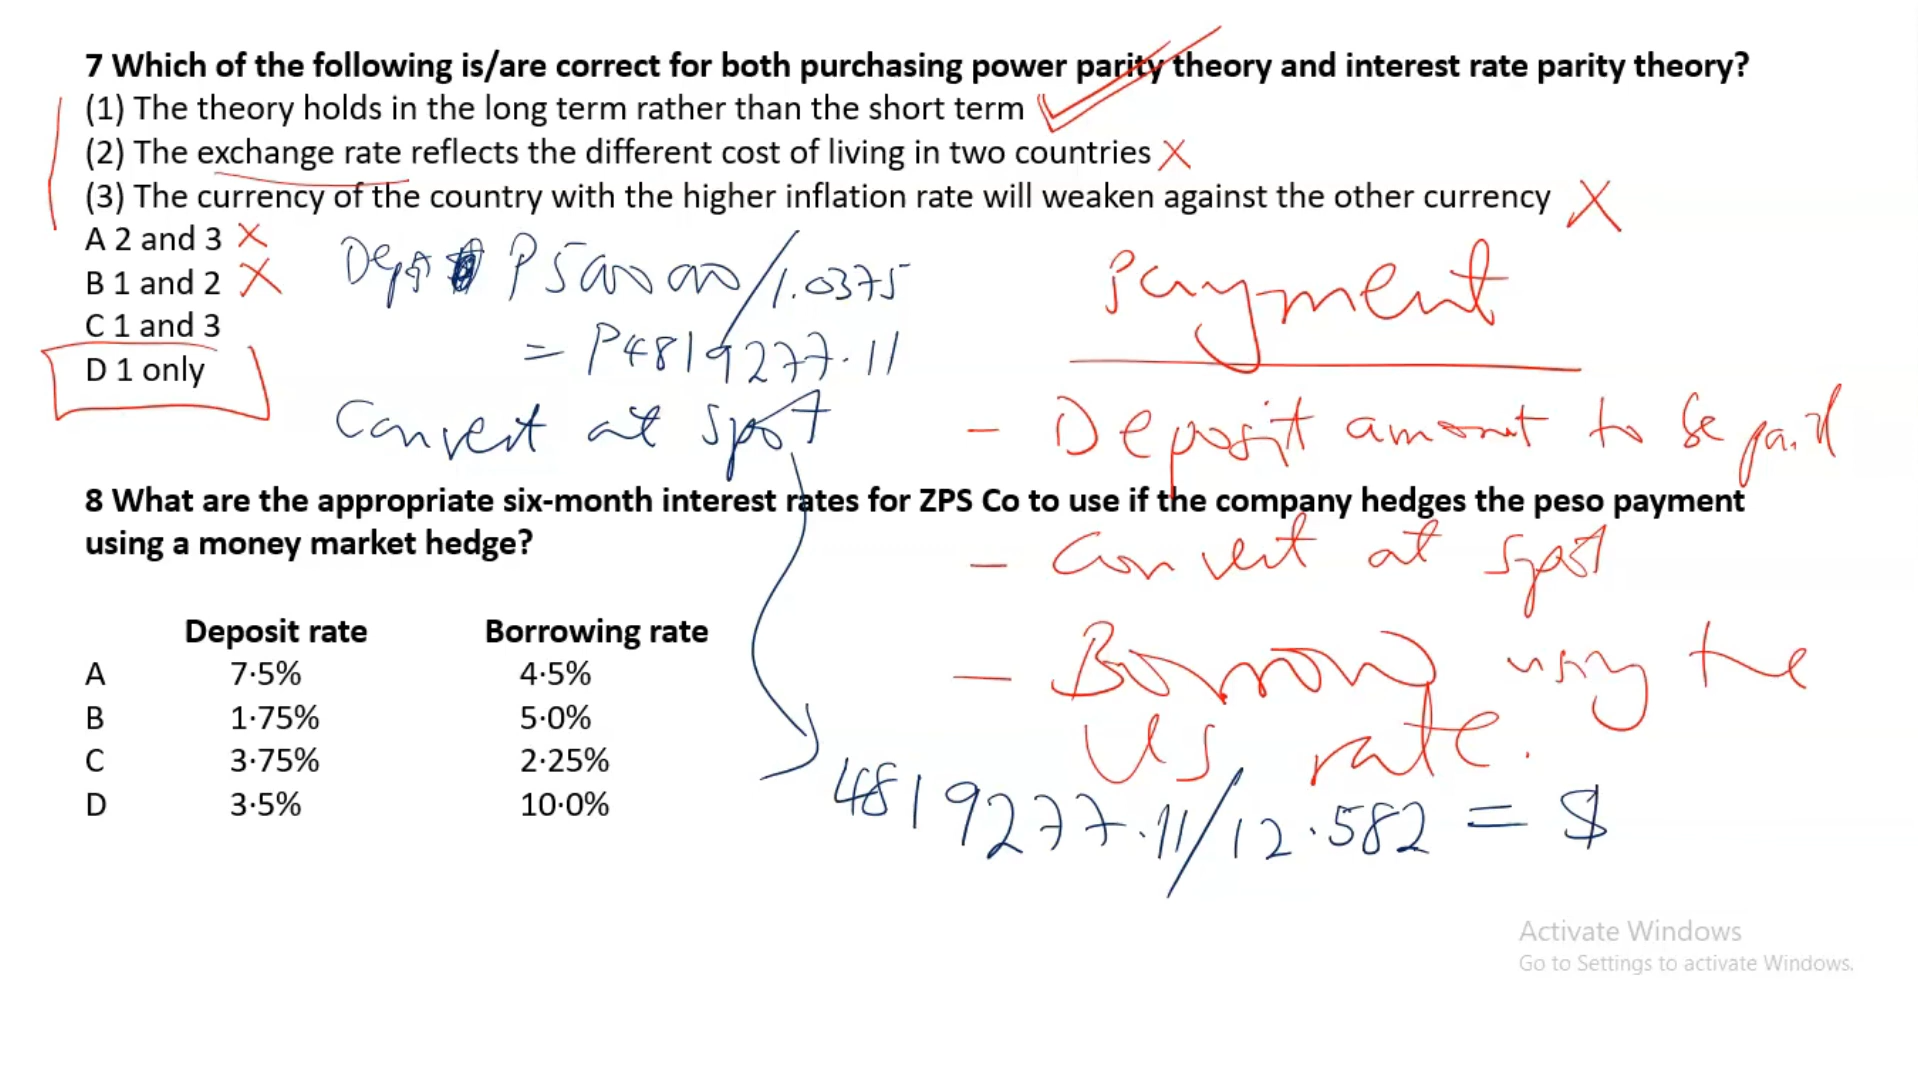 7 Which of the following is/are correct for both purchasing power parity theory and interest rate parity theory?
(1) The theory holds in the long term rather than the short term
(2) The exchange rate reflects the different cost of living in two countries X
(3) The currency of the country with the higher inflation rate will weaken against the other currency X
A 2 and 3 X
B 1 and 2 X
C 1 and 3
D 1 only
P5000000/1.0375
= P4819277.11
Convert at spot
Payment
- Deposit amount to be paid
8 What are the appropriate six-month interest rates for ZPS Co to use if the company hedges the peso payment
using a money market hedge?
- Convert at spot
- Borrow using the
US rate.
Deposit rate Borrowing rate
A 7·5% 4·5%
B 1·75% 5·0%
C 3·75% 2·25%
D 3·5% 10·0%
4819277.11/12.582 = $
Activate Windows
Go to Settings to activate Windows.